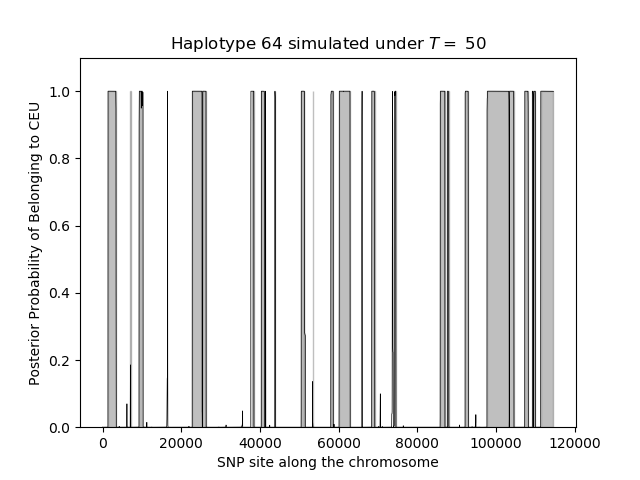 Haplotype 64 simulated under T = 50
Posterior Probability of Belonging to CEU
1.0
0.8
0.6
0.4
0.2
0.0
0 20000 40000 60000 80000 100000 120000
SNP site along the chromosome